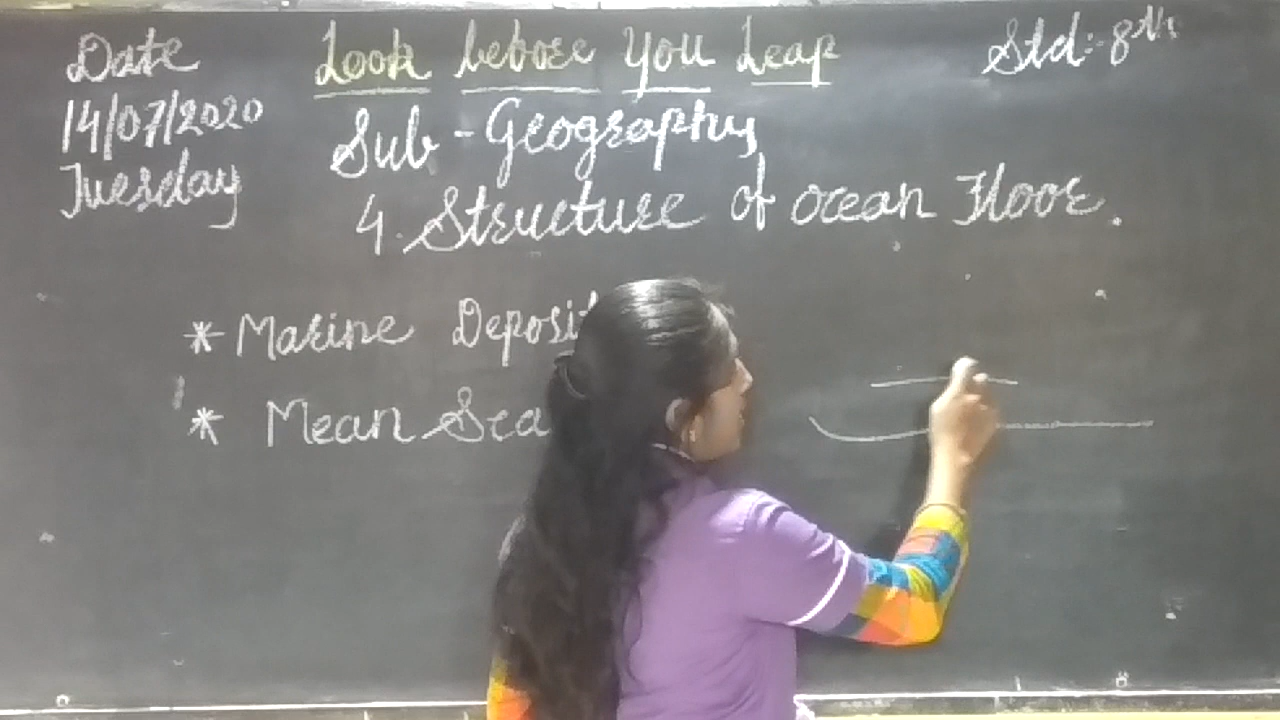 Date
14/07/2020
Tuesday
Look before You Leap
Std:-8th
Sub-Geography
4. Structure of ocean Floor.
* Marine Deposit
* Mean Sea